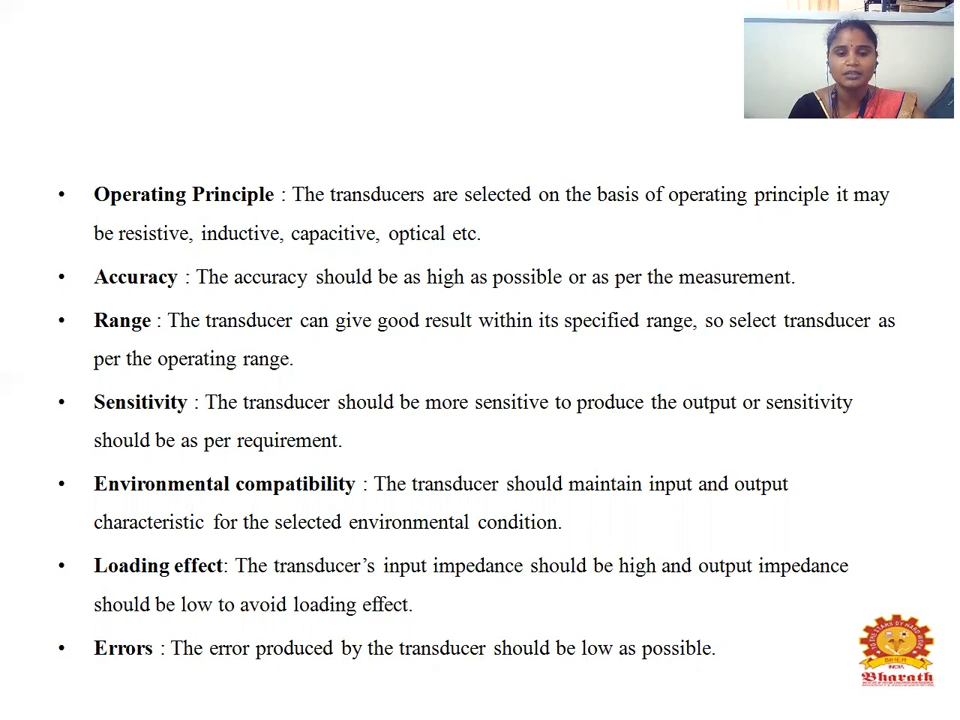 • Operating Principle : The transducers are selected on the basis of operating principle it may
be resistive, inductive, capacitive, optical etc.
• Accuracy : The accuracy should be as high as possible or as per the measurement.
• Range : The transducer can give good result within its specified range, so select transducer as
per the operating range.
• Sensitivity : The transducer should be more sensitive to produce the output or sensitivity
should be as per requirement.
• Environmental compatibility : The transducer should maintain input and output
characteristic for the selected environmental condition.
• Loading effect: The transducer’s input impedance should be high and output impedance
should be low to avoid loading effect.
• Errors : The error produced by the transducer should be low as possible.
BIHER
INDIA
Bharath